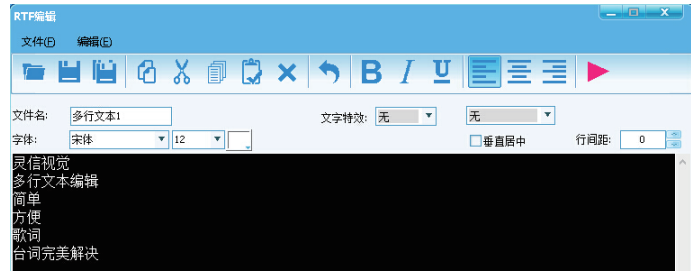 RTF编辑
文件(F) 编辑(E)
B I U
文件名: 多行文本1 文字特效: 无 无
字体: 宋体 12 垂直居中 行间距: 0
灵信视觉
多行文本编辑
简单
方便
歌词
台词完美解决